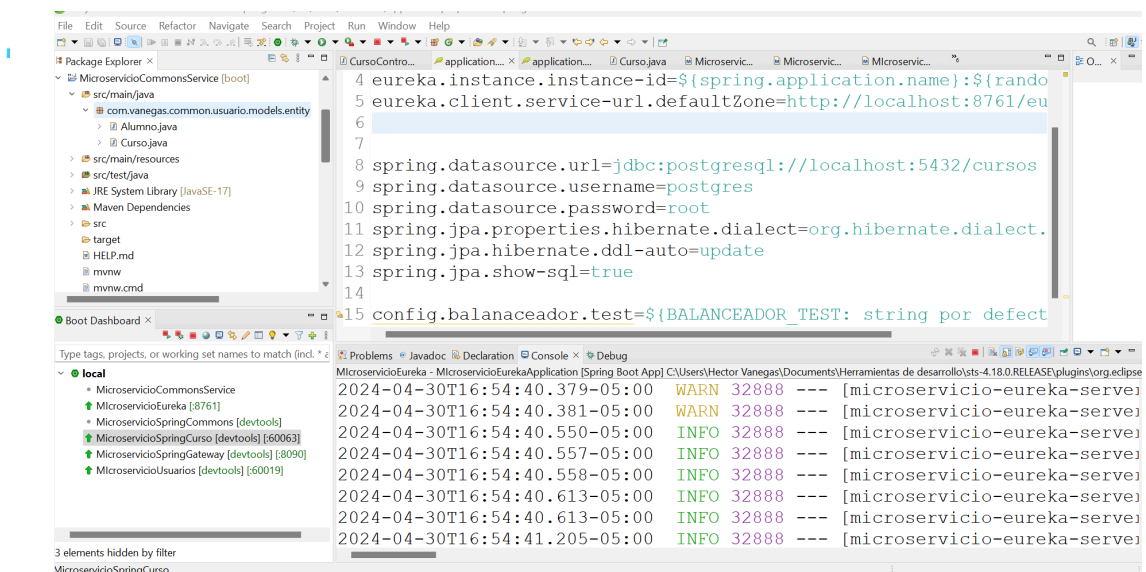 File Edit Source Refactor Navigate Search Project Run Window Help
Package Explorer ×
MicroservicioCommonsService [boot]
src/main/java
com.vanegas.common.usuario.models.entity
Alumno.java
Curso.java
src/main/resources
src/test/java
JRE System Library [JavaSE-17]
Maven Dependencies
src
target
HELP.md
mvnw
mvnw.cmd
Boot Dashboard ×
Type tags, projects, or working set names to match (incl. *
local
MicroservicioCommonsService
MIcroservicioEureka [:8761]
MicroservicioSpringCommons [devtools]
MicroservicioSpringCurso [devtools] [:60063]
MIcroservicioSpringGateway [devtools] [:8090]
MIcroservicioUsuarios [devtools] [:60019]
3 elements hidden by filter
MicroservicioSpringCurso
CursoContro... application.... × application.... Curso.java Microservic... Microservic... MIcroservic...
O... ×
4 eureka.instance.instance-id=${spring.application.name}:${rando
5 eureka.client.service-url.defaultZone=http://localhost:8761/eu
6
7
8 spring.datasource.url=jdbc:postgresql://localhost:5432/cursos
9 spring.datasource.username=postgres
10 spring.datasource.password=root
11 spring.jpa.properties.hibernate.dialect=org.hibernate.dialect.
12 spring.jpa.hibernate.ddl-auto=update
13 spring.jpa.show-sql=true
14
15 config.balanaceador.test=${BALANCEADOR_TEST: string por defect
Problems Javadoc Declaration Console × Debug
MIcroservicioEureka - MIcroservicioEurekaApplication [Spring Boot App] C:\Users\Hector Vanegas\Documents\Herramientas de desarrollo\sts-4.18.0.RELEASE\plugins\org.eclipse
2024-04-30T16:54:40.379-05:00 WARN 32888 --- [microservicio-eureka-server
2024-04-30T16:54:40.381-05:00 WARN 32888 --- [microservicio-eureka-server
2024-04-30T16:54:40.550-05:00 INFO 32888 --- [microservicio-eureka-server
2024-04-30T16:54:40.557-05:00 INFO 32888 --- [microservicio-eureka-server
2024-04-30T16:54:40.558-05:00 INFO 32888 --- [microservicio-eureka-server
2024-04-30T16:54:40.613-05:00 INFO 32888 --- [microservicio-eureka-server
2024-04-30T16:54:40.613-05:00 INFO 32888 --- [microservicio-eureka-server
2024-04-30T16:54:41.205-05:00 INFO 32888 --- [microservicio-eureka-server